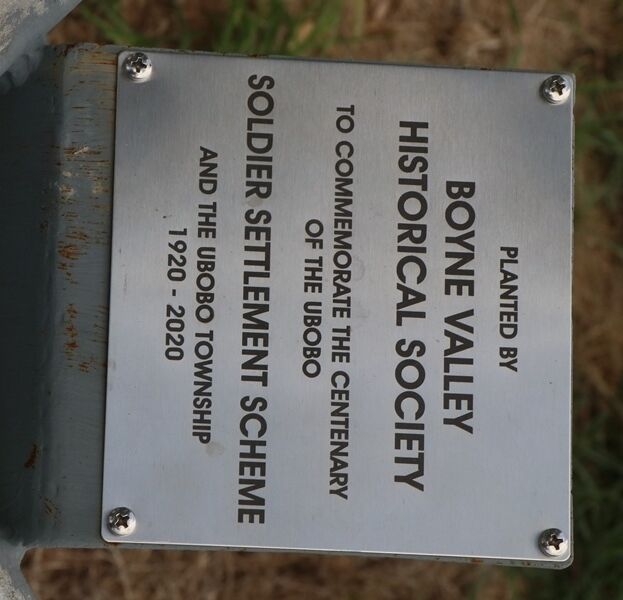 PLANTED BY
BOYNE VALLEY
HISTORICAL SOCIETY
TO COMMEMORATE THE CENTENARY
OF THE UBOBO
SOLDIER SETTLEMENT SCHEME
AND THE UBOBO TOWNSHIP
1920 - 2020